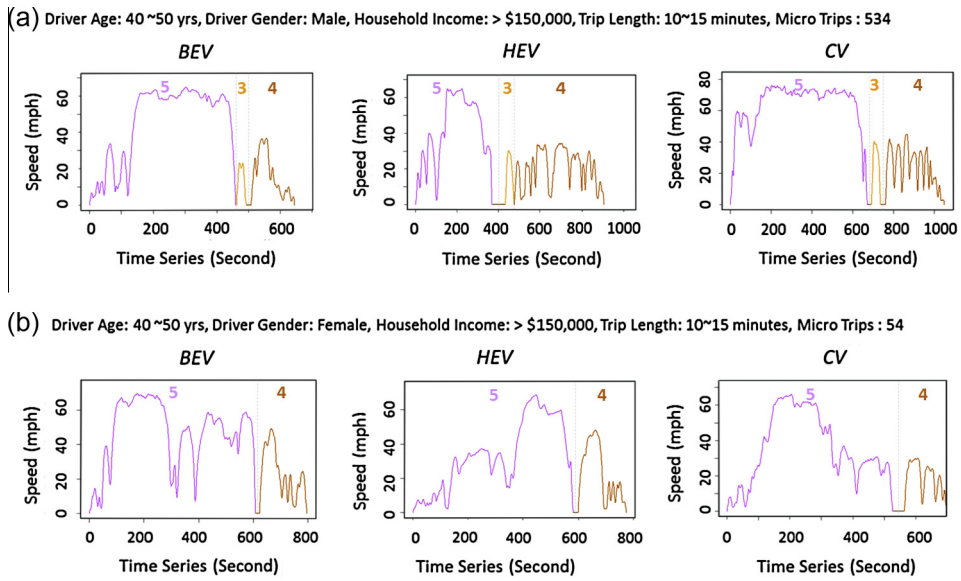 (a) Driver Age: 40 ~50 yrs, Driver Gender: Male, Household Income: > $150,000, Trip Length: 10~15 minutes, Micro Trips : 534
BEV HEV CV
5 3 4 5 3 4 5 3 4
Speed (mph) Speed (mph) Speed (mph)
60 40 20 0
60 40 20 0
80 60 40 20 0
0 200 400 600 0 200 400 600 800 1000 0 200 400 600 800 1000
Time Series (Second) Time Series (Second) Time Series (Second)
(b) Driver Age: 40 ~50 yrs, Driver Gender: Female, Household Income: > $150,000, Trip Length: 10~15 minutes, Micro Trips : 54
BEV HEV CV
5 4 5 4 5 4
Speed (mph) Speed (mph) Speed (mph)
60 40 20 0
60 40 20 0
60 40 20 0
0 200 400 600 800 0 200 400 600 800 0 200 400 600
Time Series (Second) Time Series (Second) Time Series (Second)